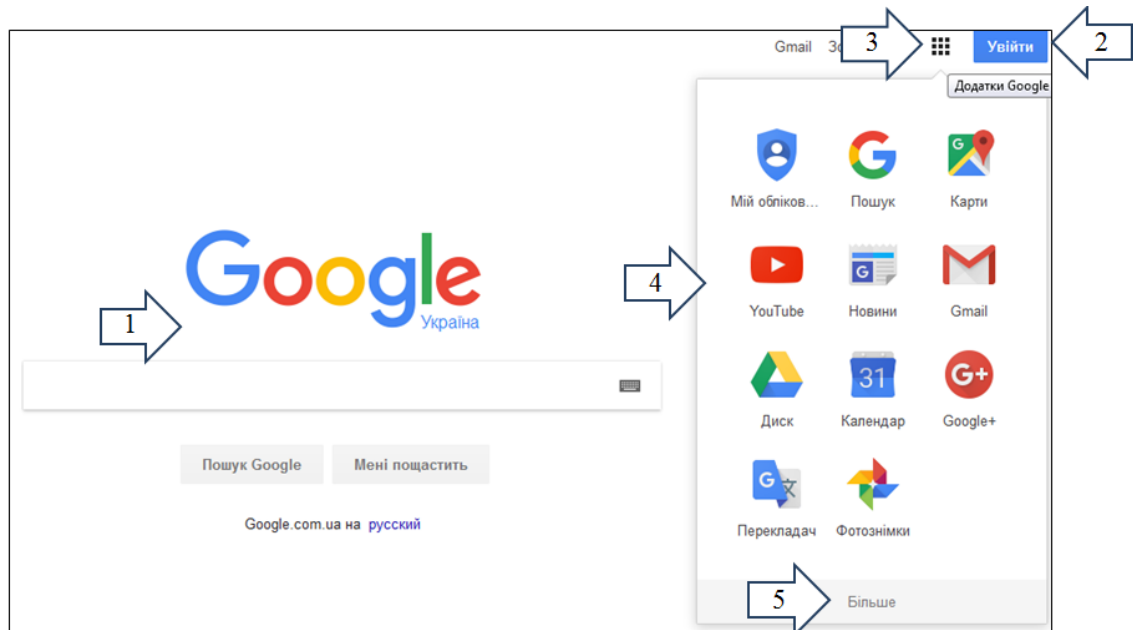 Gmail
3
Увійти
2
Додатки Google
Мій обліков... Пошук Карти
G
4
YouTube Новини Gmail
G
Google
Україна
1
31 G+
Диск Календар Google+
Пошук Google Мені пощастить
G 文
Перекладач Фотознімки
Google.com.ua на русский
5 Більше